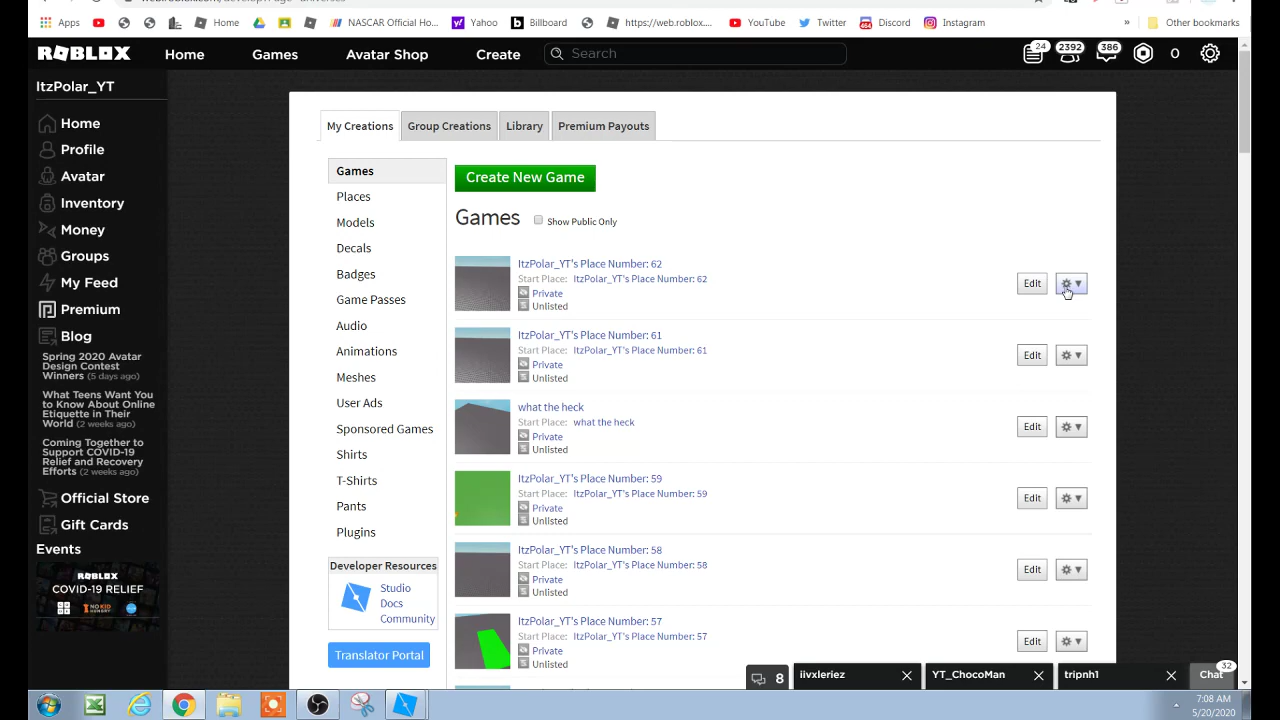 Apps
Home
NASCAR Official Ho...
Yahoo
Billboard
https://web.roblox....
YouTube
Twitter
Discord
Instagram
»
Other bookmarks
ROBLOX
Home
Games
Avatar Shop
Create
Search
24
2392
386
0
ItzPolar_YT
Home
Profile
Avatar
Inventory
Money
Groups
My Feed
Premium
Blog
Spring 2020 Avatar
Design Contest
Winners (5 days ago)
What Teens Want You
to Know About Online
Etiquette in Their
World (2 weeks ago)
Coming Together to
Support COVID-19
Relief and Recovery
Efforts (2 weeks ago)
Official Store
Gift Cards
Events
ROBLOX
COVID-19 RELIEF
NO KID
HUNGRY
My Creations
Group Creations
Library
Premium Payouts
Games
Places
Models
Decals
Badges
Game Passes
Audio
Animations
Meshes
User Ads
Sponsored Games
Shirts
T-Shirts
Pants
Plugins
Developer Resources
Studio
Docs
Community
Translator Portal
Create New Game
Games
Show Public Only
ItzPolar_YT's Place Number: 62
Start Place: ItzPolar_YT's Place Number: 62
Private
Unlisted
Edit
ItzPolar_YT's Place Number: 61
Start Place: ItzPolar_YT's Place Number: 61
Private
Unlisted
Edit
what the heck
Start Place: what the heck
Private
Unlisted
Edit
ItzPolar_YT's Place Number: 59
Start Place: ItzPolar_YT's Place Number: 59
Private
Unlisted
Edit
ItzPolar_YT's Place Number: 58
Start Place: ItzPolar_YT's Place Number: 58
Private
Unlisted
Edit
ItzPolar_YT's Place Number: 57
Start Place: ItzPolar_YT's Place Number: 57
Private
Unlisted
Edit
8
iivxleriez
YT_ChocoMan
tripnh1
Chat
32
7:08 AM
5/20/2020